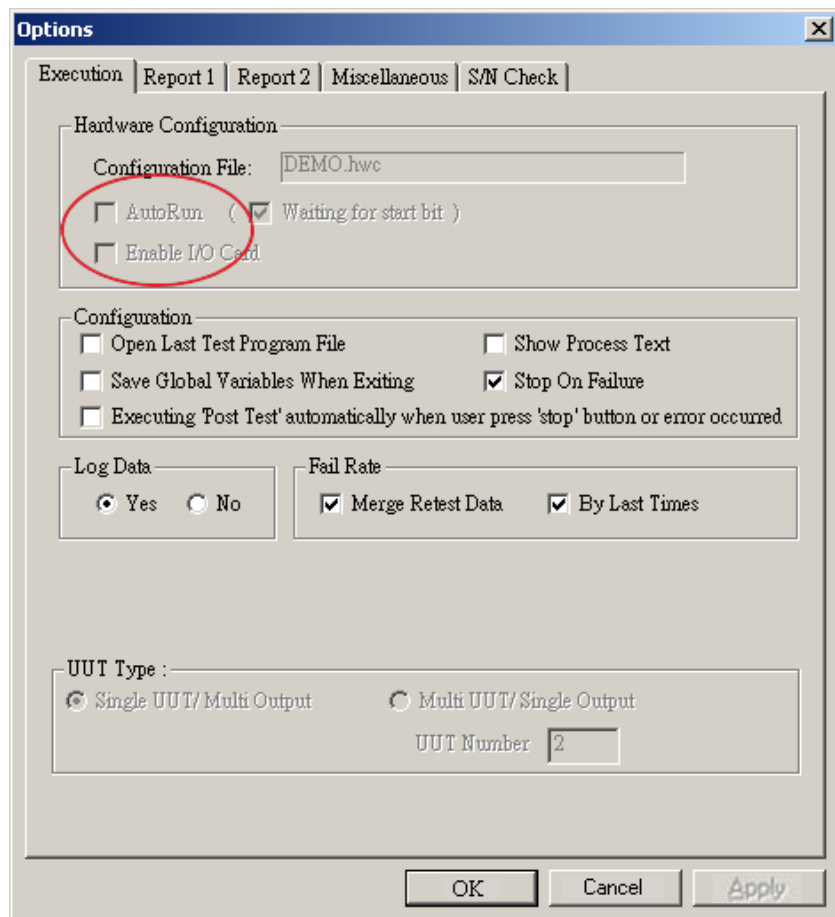 Options
Execution Report 1 Report 2 Miscellaneous S/N Check
Hardware Configuration
Configuration File: DEMO.hwc
AutoRun ( Waiting for start bit )
Enable I/O Card
Configuration
Open Last Test Program File Show Process Text
Save Global Variables When Exiting Stop On Failure
Executing 'Post Test' automatically when user press 'stop' button or error occurred
Log Data Fail Rate
Yes No Merge Retest Data By Last Times
UUT Type :
Single UUT/ Multi Output Multi UUT/ Single Output
UUT Number 2
OK Cancel Apply